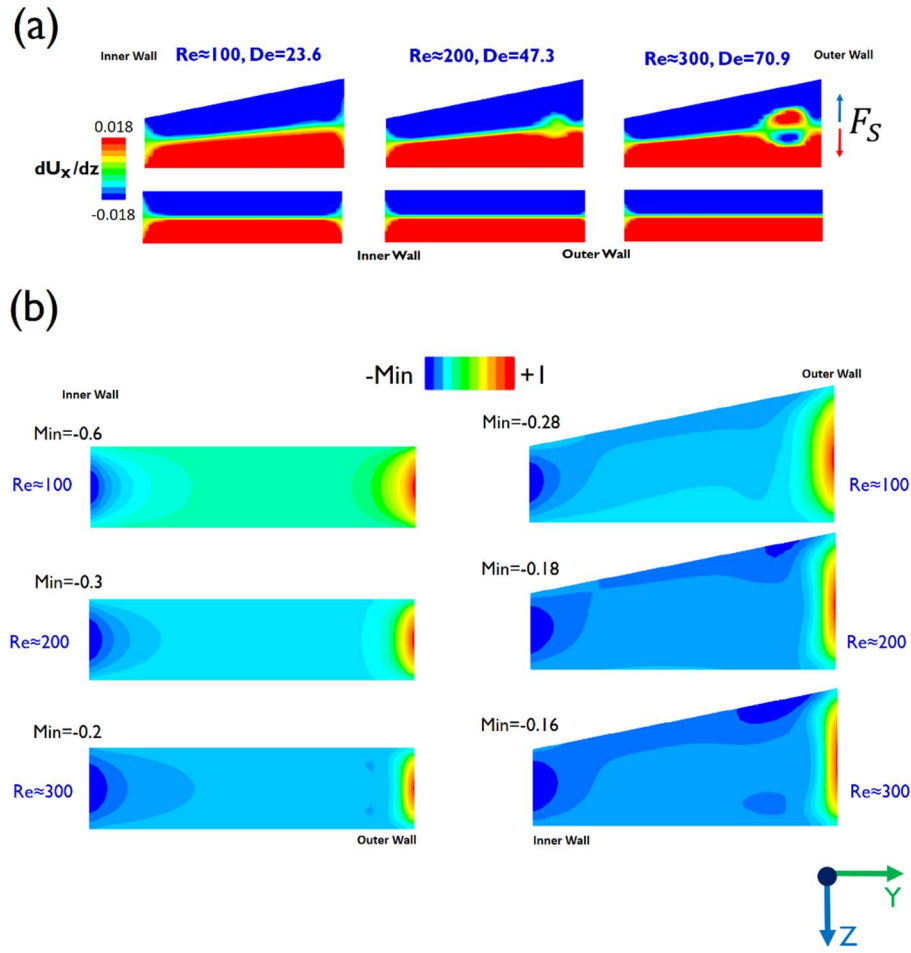 (a)
Inner Wall
Re≈100, De=23.6
Re≈200, De=47.3
Re≈300, De=70.9
Outer Wall
0.018
dUx/dz
-0.018
FS
Inner Wall
Outer Wall
(b)
-Min
+1
Inner Wall
Outer Wall
Min=-0.6
Min=-0.28
Re≈100
Re≈100
Min=-0.3
Min=-0.18
Re≈200
Re≈200
Min=-0.2
Min=-0.16
Re≈300
Re≈300
Outer Wall
Inner Wall
Y
Z